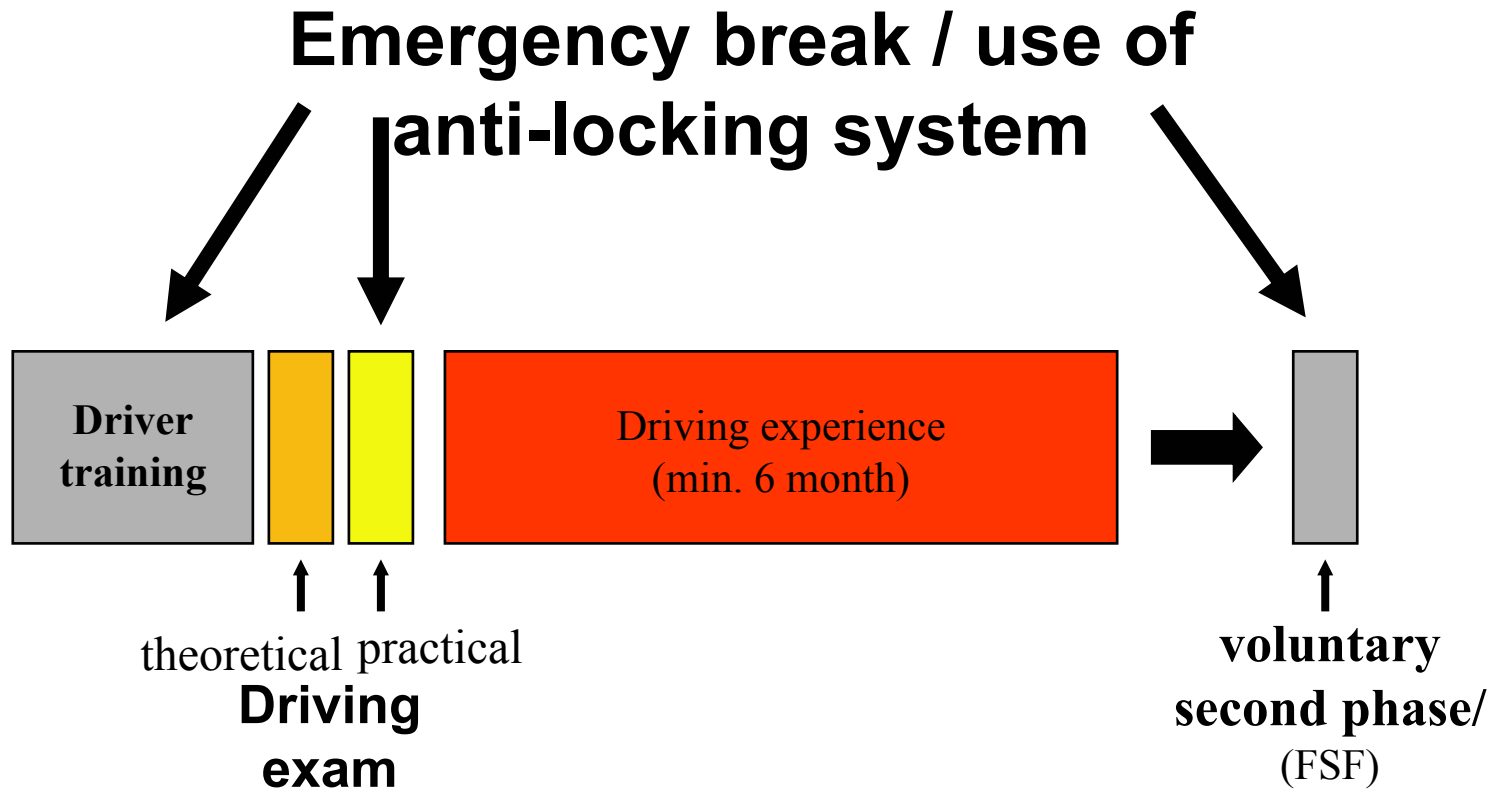 Emergency break / use of
anti-locking system
Driver
training
Driving experience
(min. 6 month)
theoretical practical
Driving
exam
voluntary
second phase/
(FSF)